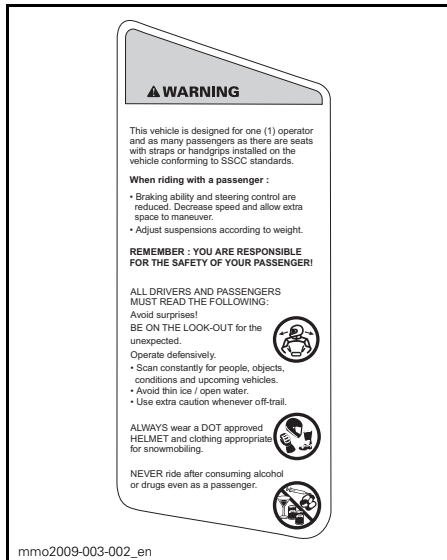 WARNING
This vehicle is designed for one (1) operator
and as many passengers as there are seats
with straps or handgrips installed on the
vehicle conforming to SSCC standards.
When riding with a passenger :
• Braking ability and steering control are
reduced. Decrease speed and allow extra
space to maneuver.
• Adjust suspensions according to weight.
REMEMBER : YOU ARE RESPONSIBLE
FOR THE SAFETY OF YOUR PASSENGER!
ALL DRIVERS AND PASSENGERS
MUST READ THE FOLLOWING:
Avoid surprises!
BE ON THE LOOK-OUT for the
unexpected.
Operate defensively.
• Scan constantly for people, objects,
conditions and upcoming vehicles.
• Avoid thin ice / open water.
• Use extra caution whenever off-trail.
ALWAYS wear a DOT approved
HELMET and clothing appropriate
for snowmobiling.
NEVER ride after consuming alcohol
or drugs even as a passenger.
mmo2009-003-002_en